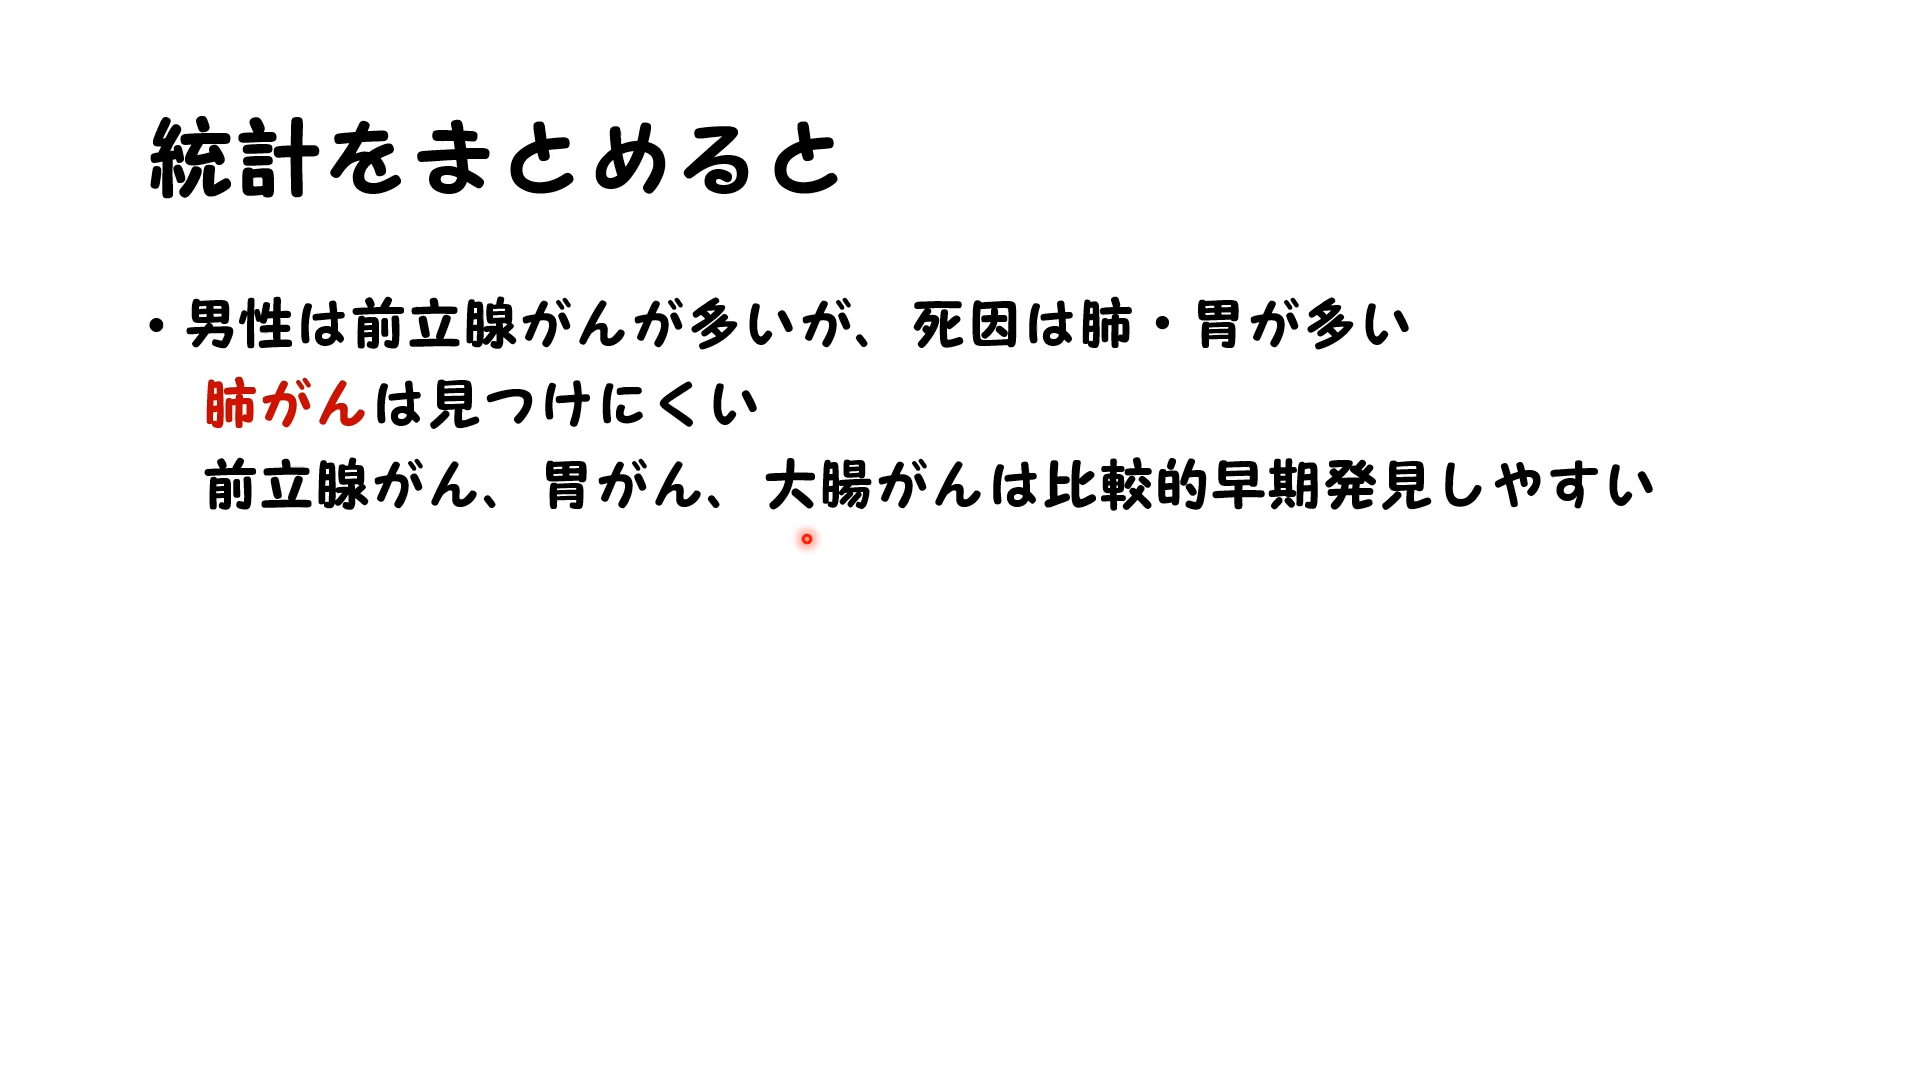 統計をまとめると
・男性は前立腺がんが多いが、死因は肺・胃が多い
肺がんは見つけにくい
前立腺がん、胃がん、大腸がんは比較的早期発見しやすい